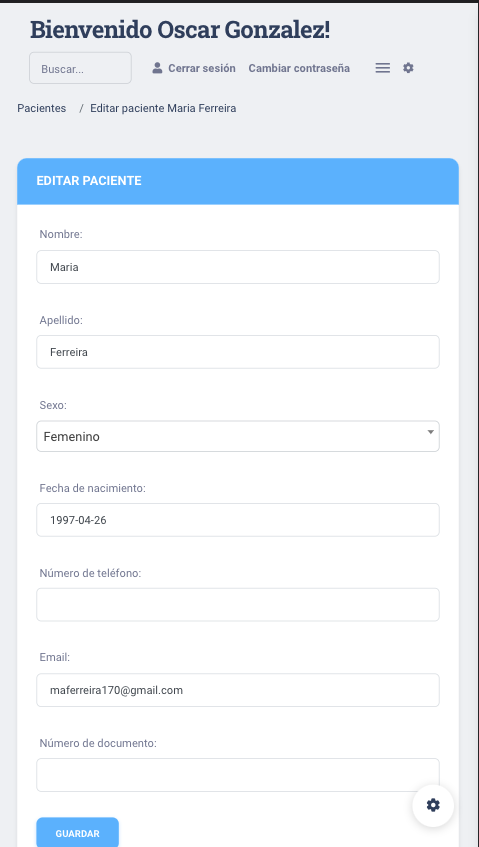 Bienvenido Oscar Gonzalez!
Buscar... Cerrar sesión Cambiar contraseña
Pacientes / Editar paciente Maria Ferreira
EDITAR PACIENTE
Nombre:
Maria
Apellido:
Ferreira
Sexo:
Femenino
Fecha de nacimiento:
1997-04-26
Número de teléfono:
Email:
maferreira170@gmail.com
Número de documento:
GUARDAR